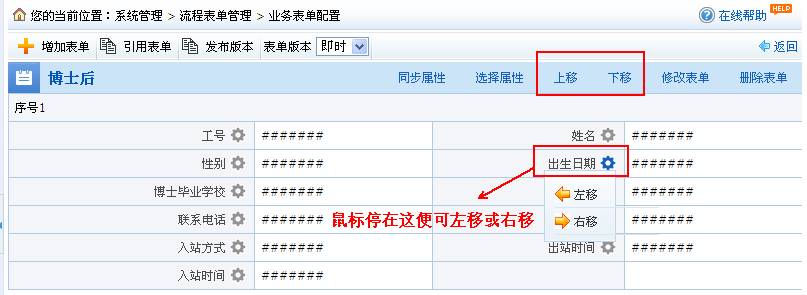 您的当前位置：系统管理 > 流程表单管理 > 业务表单配置 在线帮助 HELP
增加表单 引用表单 发布版本 表单版本 即时 返回
博士后 同步属性 选择属性 上移 下移 修改表单 删除表单
序号1
工号 ####### 姓名 #######
性别 ####### 出生日期 #######
博士毕业学校 ####### 左移 #######
联系电话 ####### 鼠标停在这便可左移或右移 右移 #######
入站方式 ####### 出站时间 #######
入站时间 #######